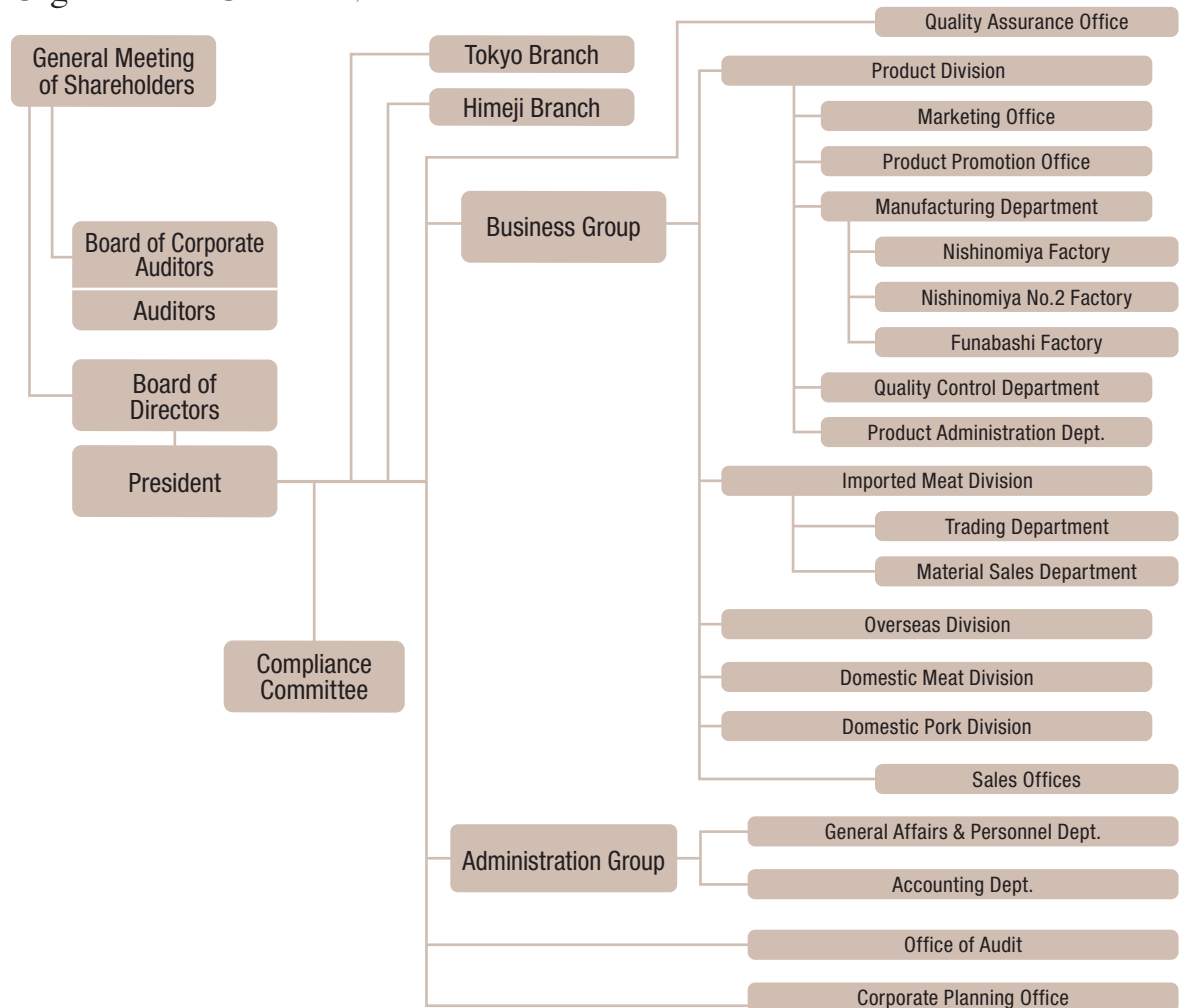 General Meeting
of Shareholders
Board of Corporate
Auditors
Auditors
Board of
Directors
President
Compliance
Committee
Tokyo Branch
Himeji Branch
Business Group
Administration Group
Quality Assurance Office
Product Division
Marketing Office
Product Promotion Office
Manufacturing Department
Nishinomiya Factory
Nishinomiya No.2 Factory
Funabashi Factory
Quality Control Department
Product Administration Dept.
Imported Meat Division
Trading Department
Material Sales Department
Overseas Division
Domestic Meat Division
Domestic Pork Division
Sales Offices
General Affairs & Personnel Dept.
Accounting Dept.
Office of Audit
Corporate Planning Office